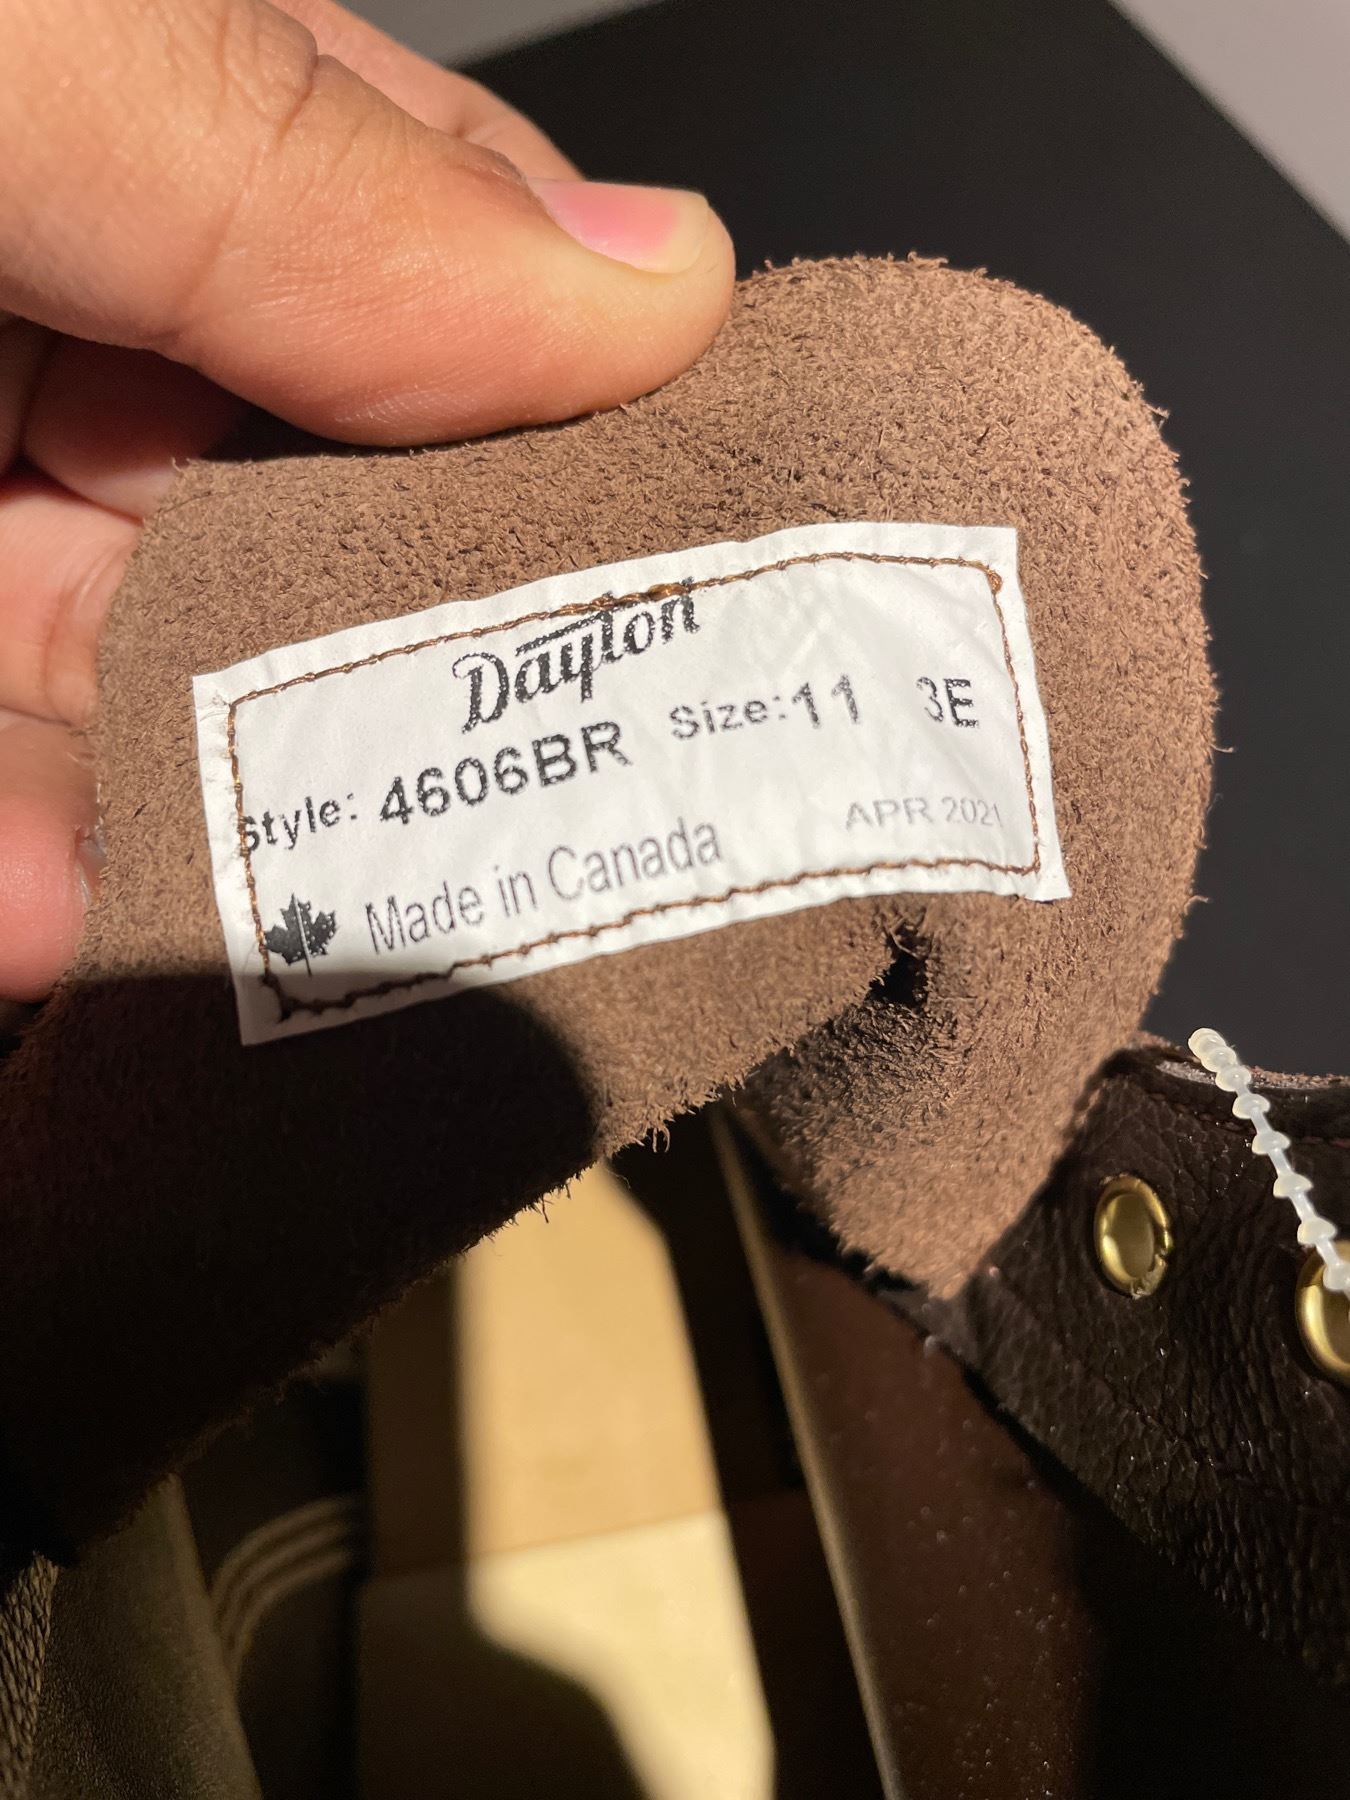 Dayton
Style: 4606BR Size:11 3E
Made in Canada APR 2021